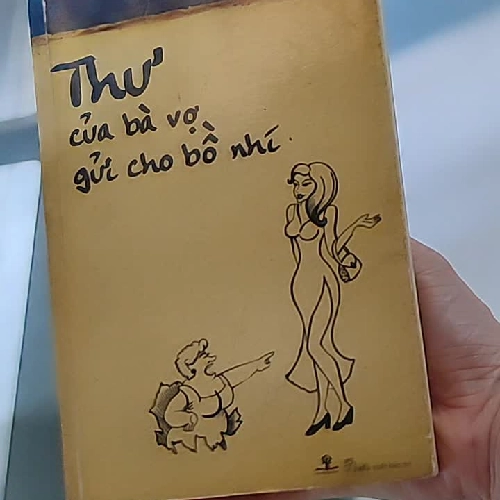 Thư
của bà vợ
gửi cho bồ nhí.